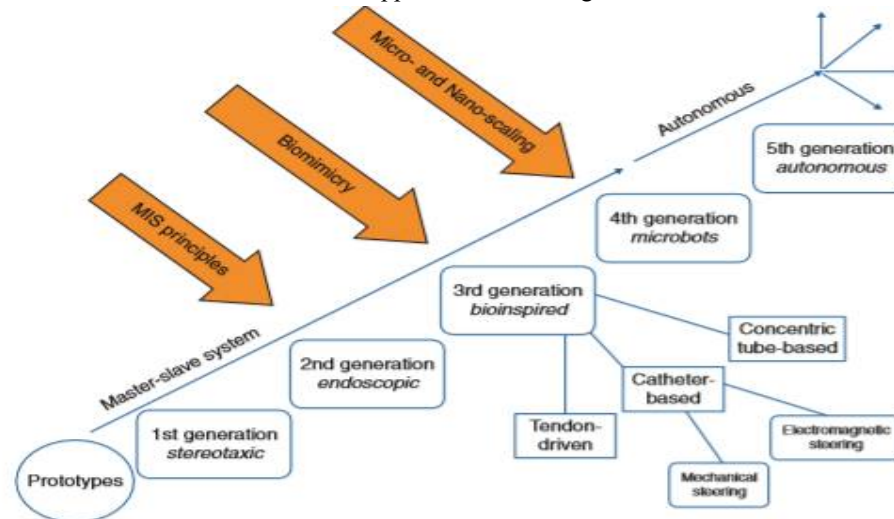 Micro- and Nano-scaling
Biomimicry
MIS principles
Autonomous
Master-slave system
5th generation
autonomous
4th generation
microbots
3rd generation
bioinspired
Concentric
tube-based
2nd generation
endoscopic
Catheter-
based
Tendon-
driven
Electromagnetic
steering
1st generation
stereotaxic
Mechanical
steering
Prototypes